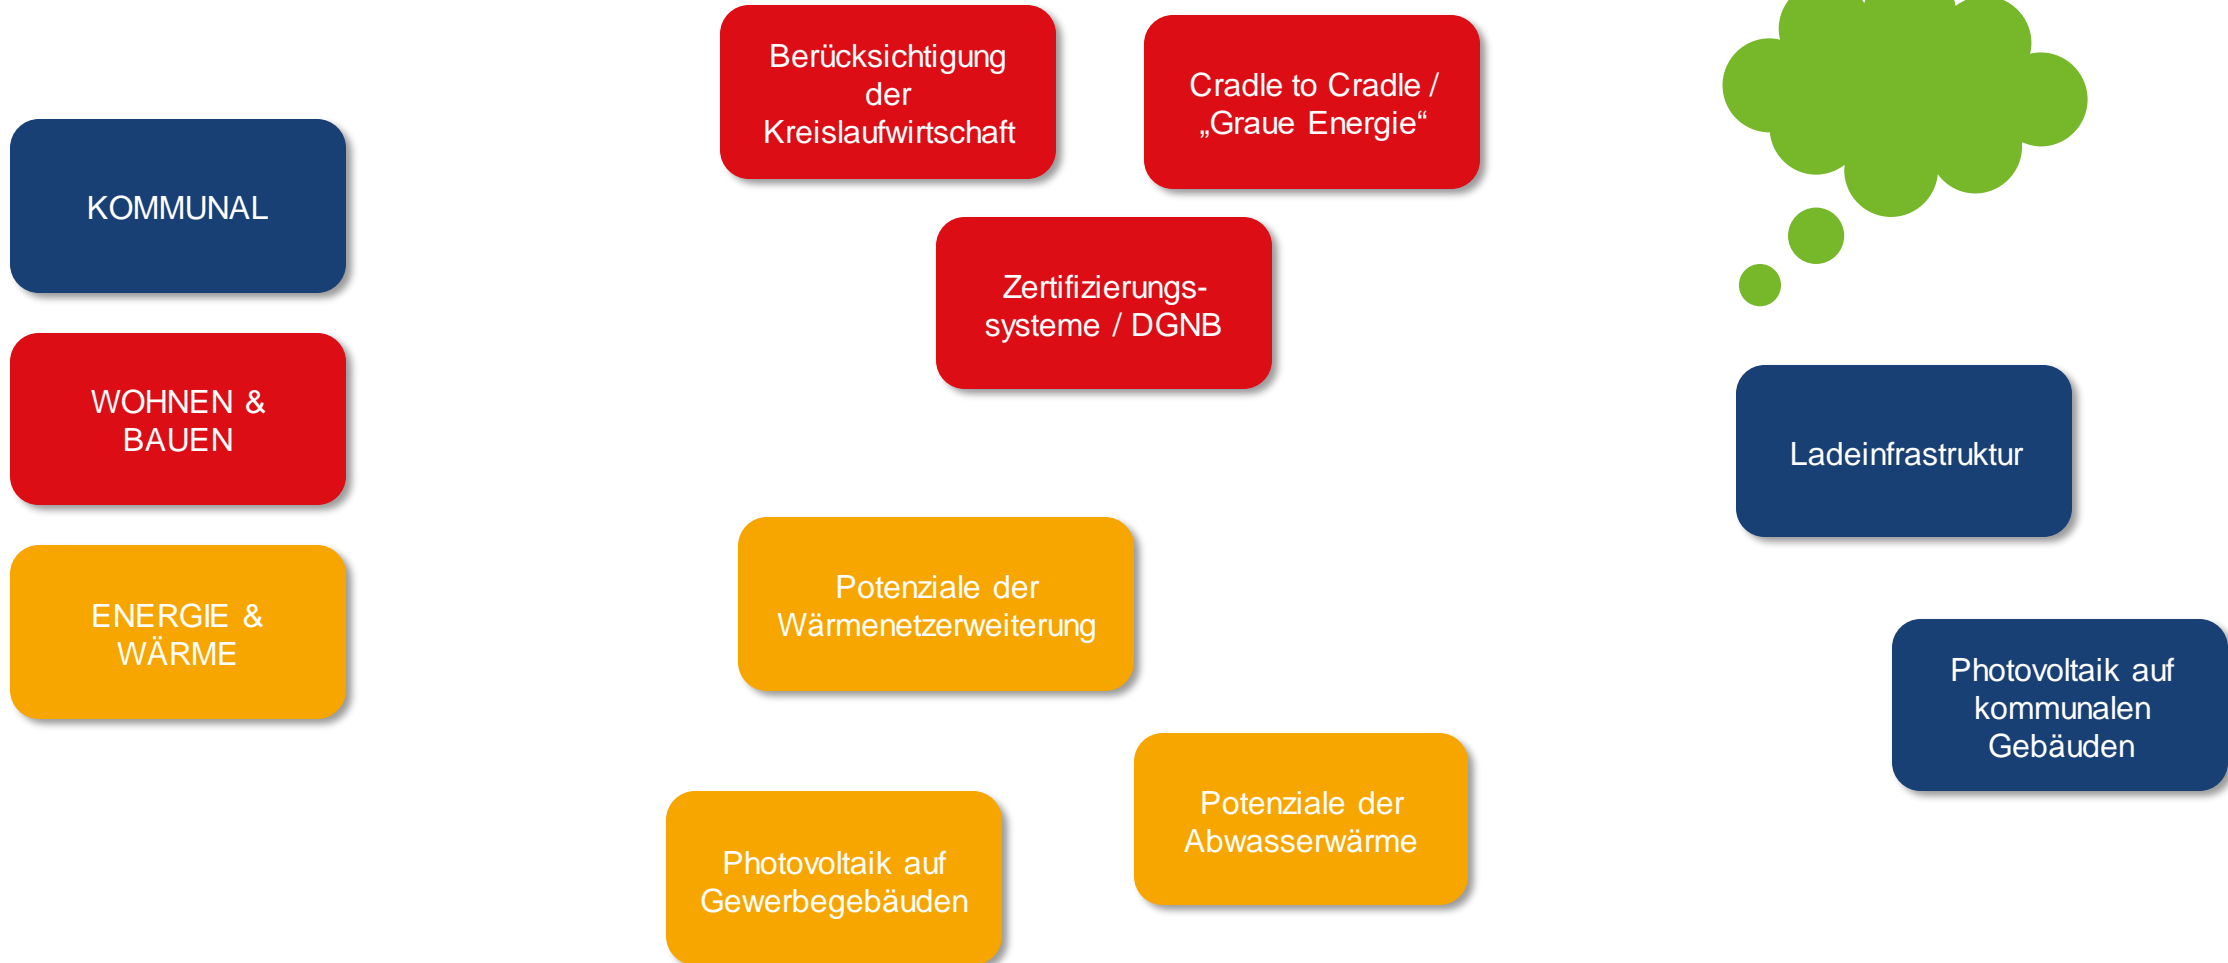 KOMMUNAL
WOHNEN &
BAUEN
ENERGIE &
WÄRME
Berücksichtigung
der
Kreislaufwirtschaft
Cradle to Cradle /
„Graue Energie“
Zertifizierungs-
systeme / DGNB
Potenziale der
Wärmenetzerweiterung
Photovoltaik auf
Gewerbegebäuden
Potenziale der
Abwasserwärme
Ladeinfrastruktur
Photovoltaik auf
kommunalen
Gebäuden